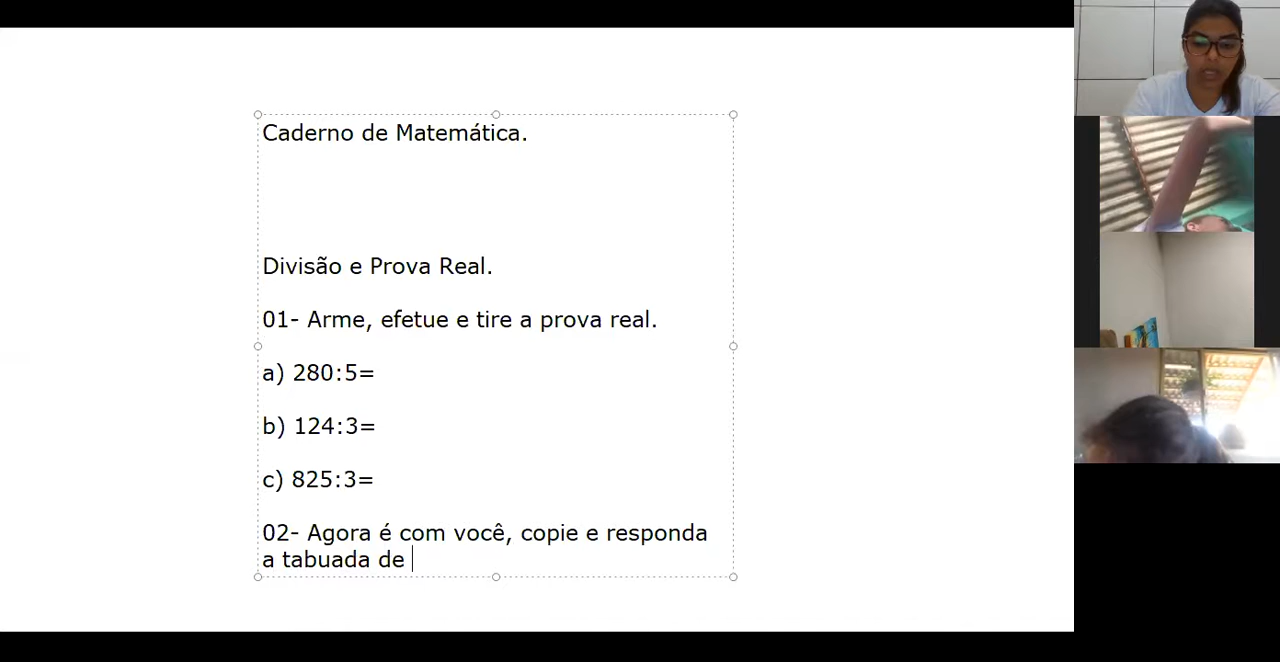 Caderno de Matemática.
Divisão e Prova Real.
01- Arme, efetue e tire a prova real.
a) 280:5=
b) 124:3=
c) 825:3=
02- Agora é com você, copie e responda
a tabuada de